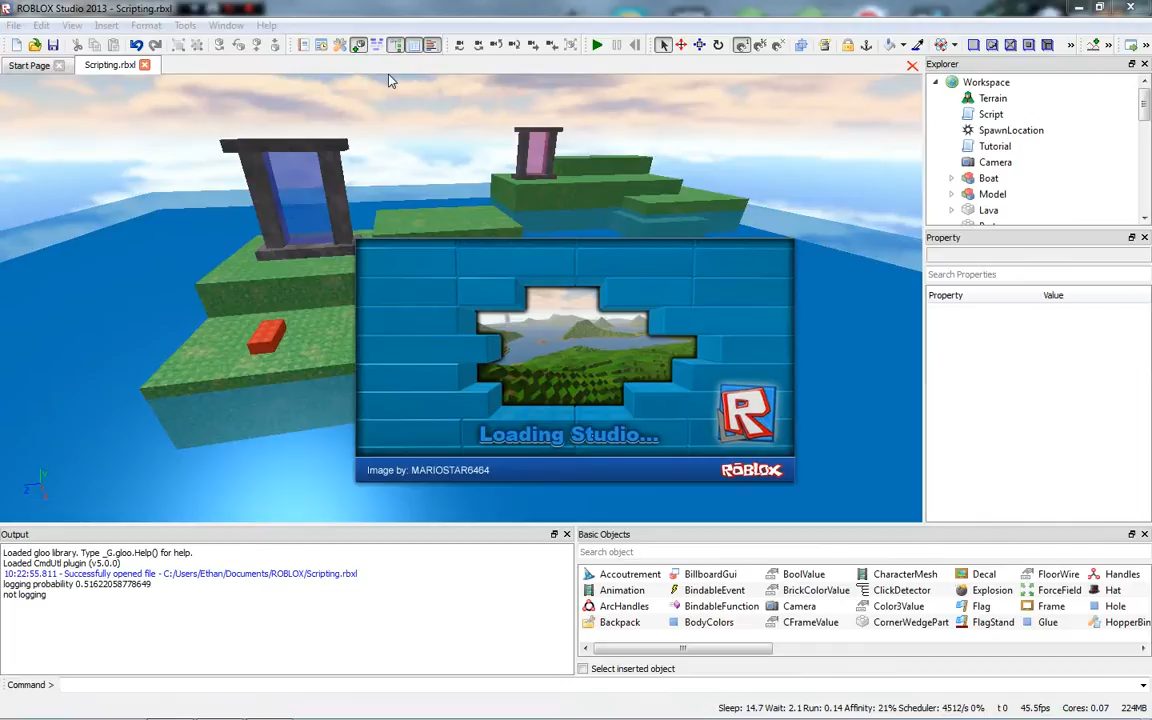 ROBLOX Studio 2013 - Scripting.rbxl
File Edit View Insert Format Tools Window Help
Start Page Scripting.rbxl
Explorer
Workspace
Terrain
Script
SpawnLocation
Tutorial
Camera
Boat
Model
Lava
Property
Search Properties
Property Value
Loading Studio...
Image by: MARIOSTAR6464 ROBLOX
Output
Loaded gloo library. Type _G.gloo.Help() for help.
Loaded CmdUtl plugin (v5.0.0)
10:22:55.811 - Successfully opened file - C:/Users/Ethan/Documents/ROBLOX/Scripting.rbxl
logging probability 0.51622058778649
not logging
Basic Objects
Search object
Accoutrement BillboardGui BoolValue CharacterMesh Decal FloorWire Handles
Animation BindableEvent BrickColorValue ClickDetector Explosion ForceField Hat
ArcHandles BindableFunction Camera Color3Value Flag Frame Hole
Backpack BodyColors CFrameValue CornerWedgePart FlagStand Glue HopperBin
Select inserted object
Command >
Sleep: 14.7 Wait: 2.1 Run: 0.14 Affinity: 21% Scheduler: 4512/s 0% t 0 45.5fps Cores: 0.07 224MB